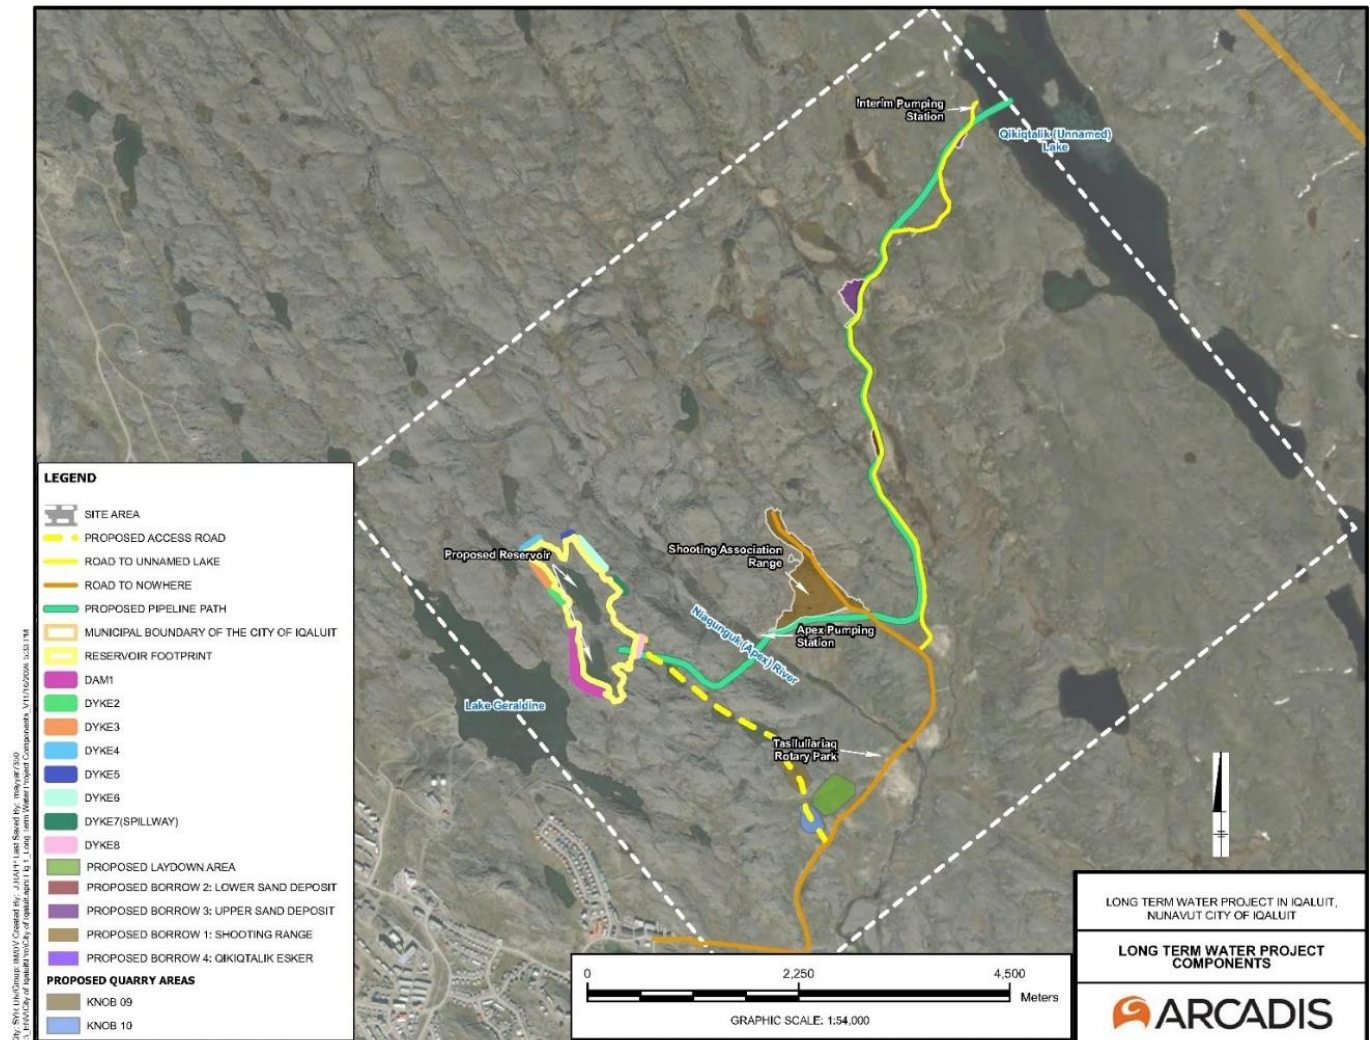 Interim Pumping
Station
Qikiqtalik (Unnamed)
Lake
Proposed Reservoir
Shooting Association
Range
Niaqunguk (Apex) River
Apex Pumping
Station
Lake Geraldine
Rotary Park
LEGEND
SITE AREA
PROPOSED ACCESS ROAD
ROAD TO UNNAMED LAKE
ROAD TO NOWHERE
PROPOSED PIPELINE PATH
MUNICIPAL BOUNDARY OF THE CITY OF IQALUIT
RESERVOIR FOOTPRINT
DAM1
DYKE2
DYKE3
DYKE4
DYKE5
DYKE6
DYKE7(SPILLWAY)
DYKE8
PROPOSED LAYDOWN AREA
PROPOSED BORROW 2: LOWER SAND DEPOSIT
PROPOSED BORROW 3: UPPER SAND DEPOSIT
PROPOSED BORROW 1: SHOOTING RANGE
PROPOSED BORROW 4: QIKIQTALIK ESKER
PROPOSED QUARRY AREAS
KNOB 09
KNOB 10
0 2,250 4,500
Meters
GRAPHIC SCALE: 1:54,000
LONG TERM WATER PROJECT IN IQALUIT,
NUNAVUT CITY OF IQALUIT
LONG TERM WATER PROJECT
COMPONENTS
ARCADIS